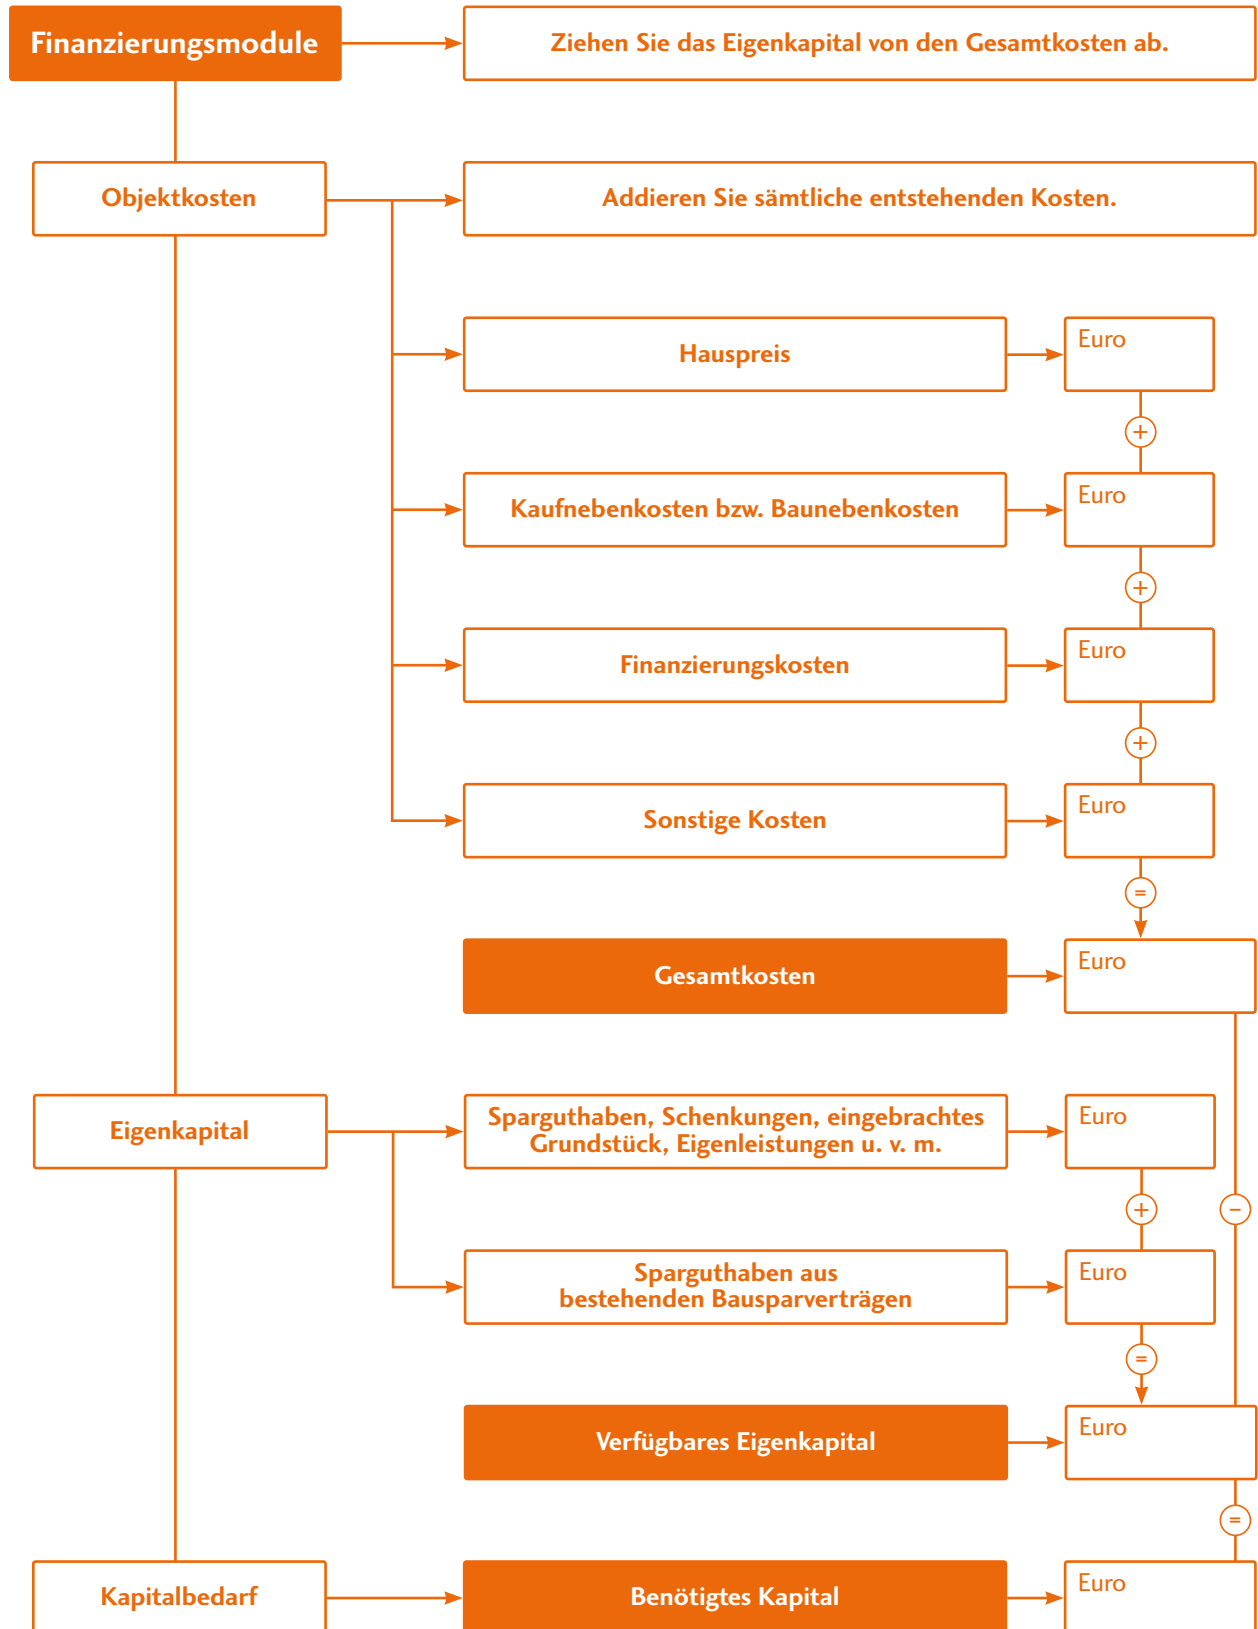 Finanzierungsmodule
Ziehen Sie das Eigenkapital von den Gesamtkosten ab.
Objektkosten
Addieren Sie sämtliche entstehenden Kosten.
Hauspreis
Euro
+
Kaufnebenkosten bzw. Baunebenkosten
Euro
+
Finanzierungskosten
Euro
+
Sonstige Kosten
Euro
=
Gesamtkosten
Euro
Eigenkapital
Sparguthaben, Schenkungen, eingebrachtes
Grundstück, Eigenleistungen u. v. m.
Euro
+
–
Sparguthaben aus
bestehenden Bausparverträgen
Euro
=
Verfügbares Eigenkapital
Euro
=
Kapitalbedarf
Benötigtes Kapital
Euro